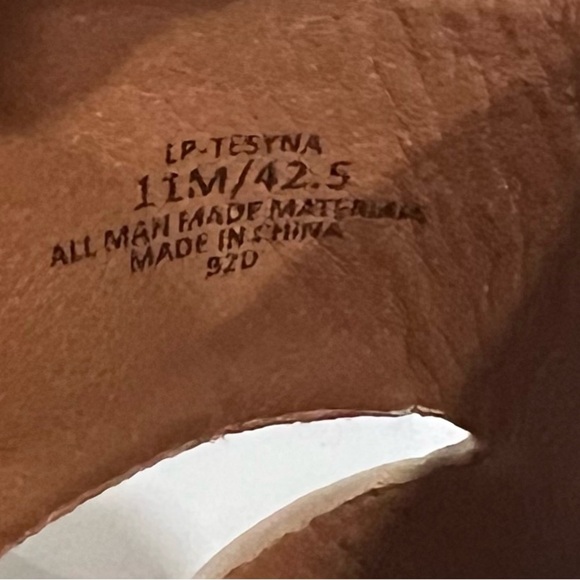 LP-TESYNA
11M/42.5
ALL MAN MADE MATERIALS
MADE IN CHINA
92D